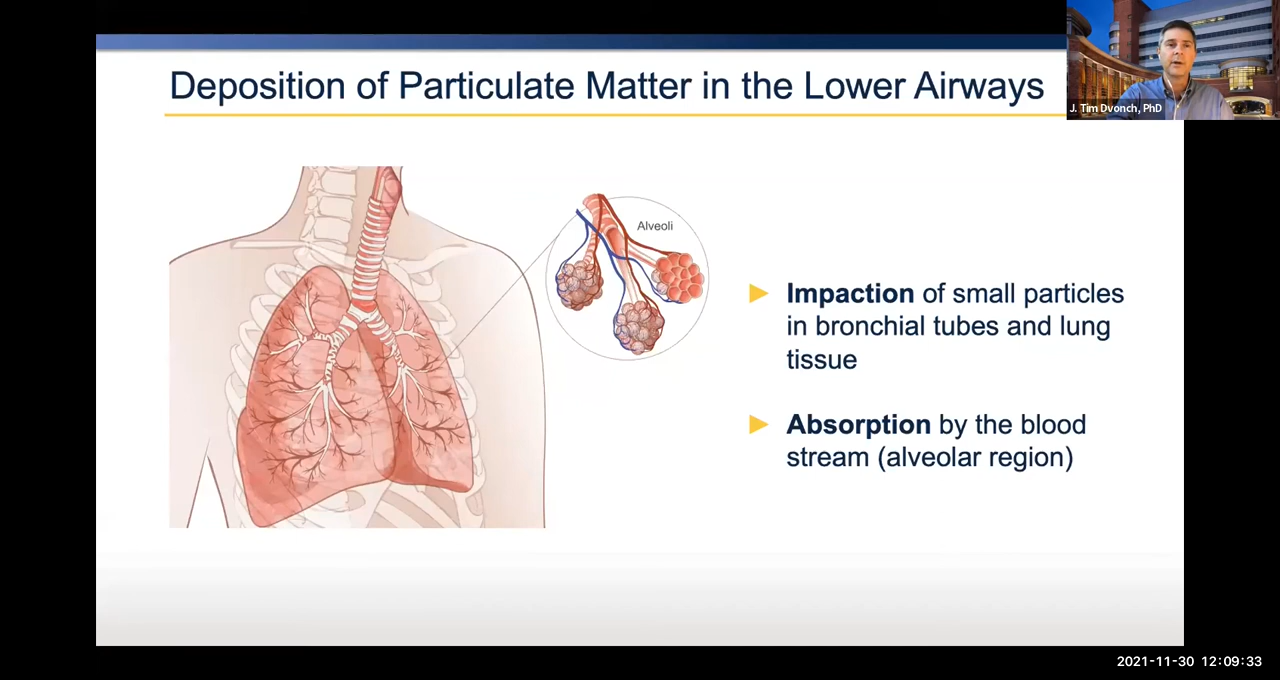 Deposition of Particulate Matter in the Lower Airways
J. Tim Dvonch, PhD
Alveoli
Impaction of small particles
in bronchial tubes and lung
tissue
Absorption by the blood
stream (alveolar region)
2021-11-30 12:09:33